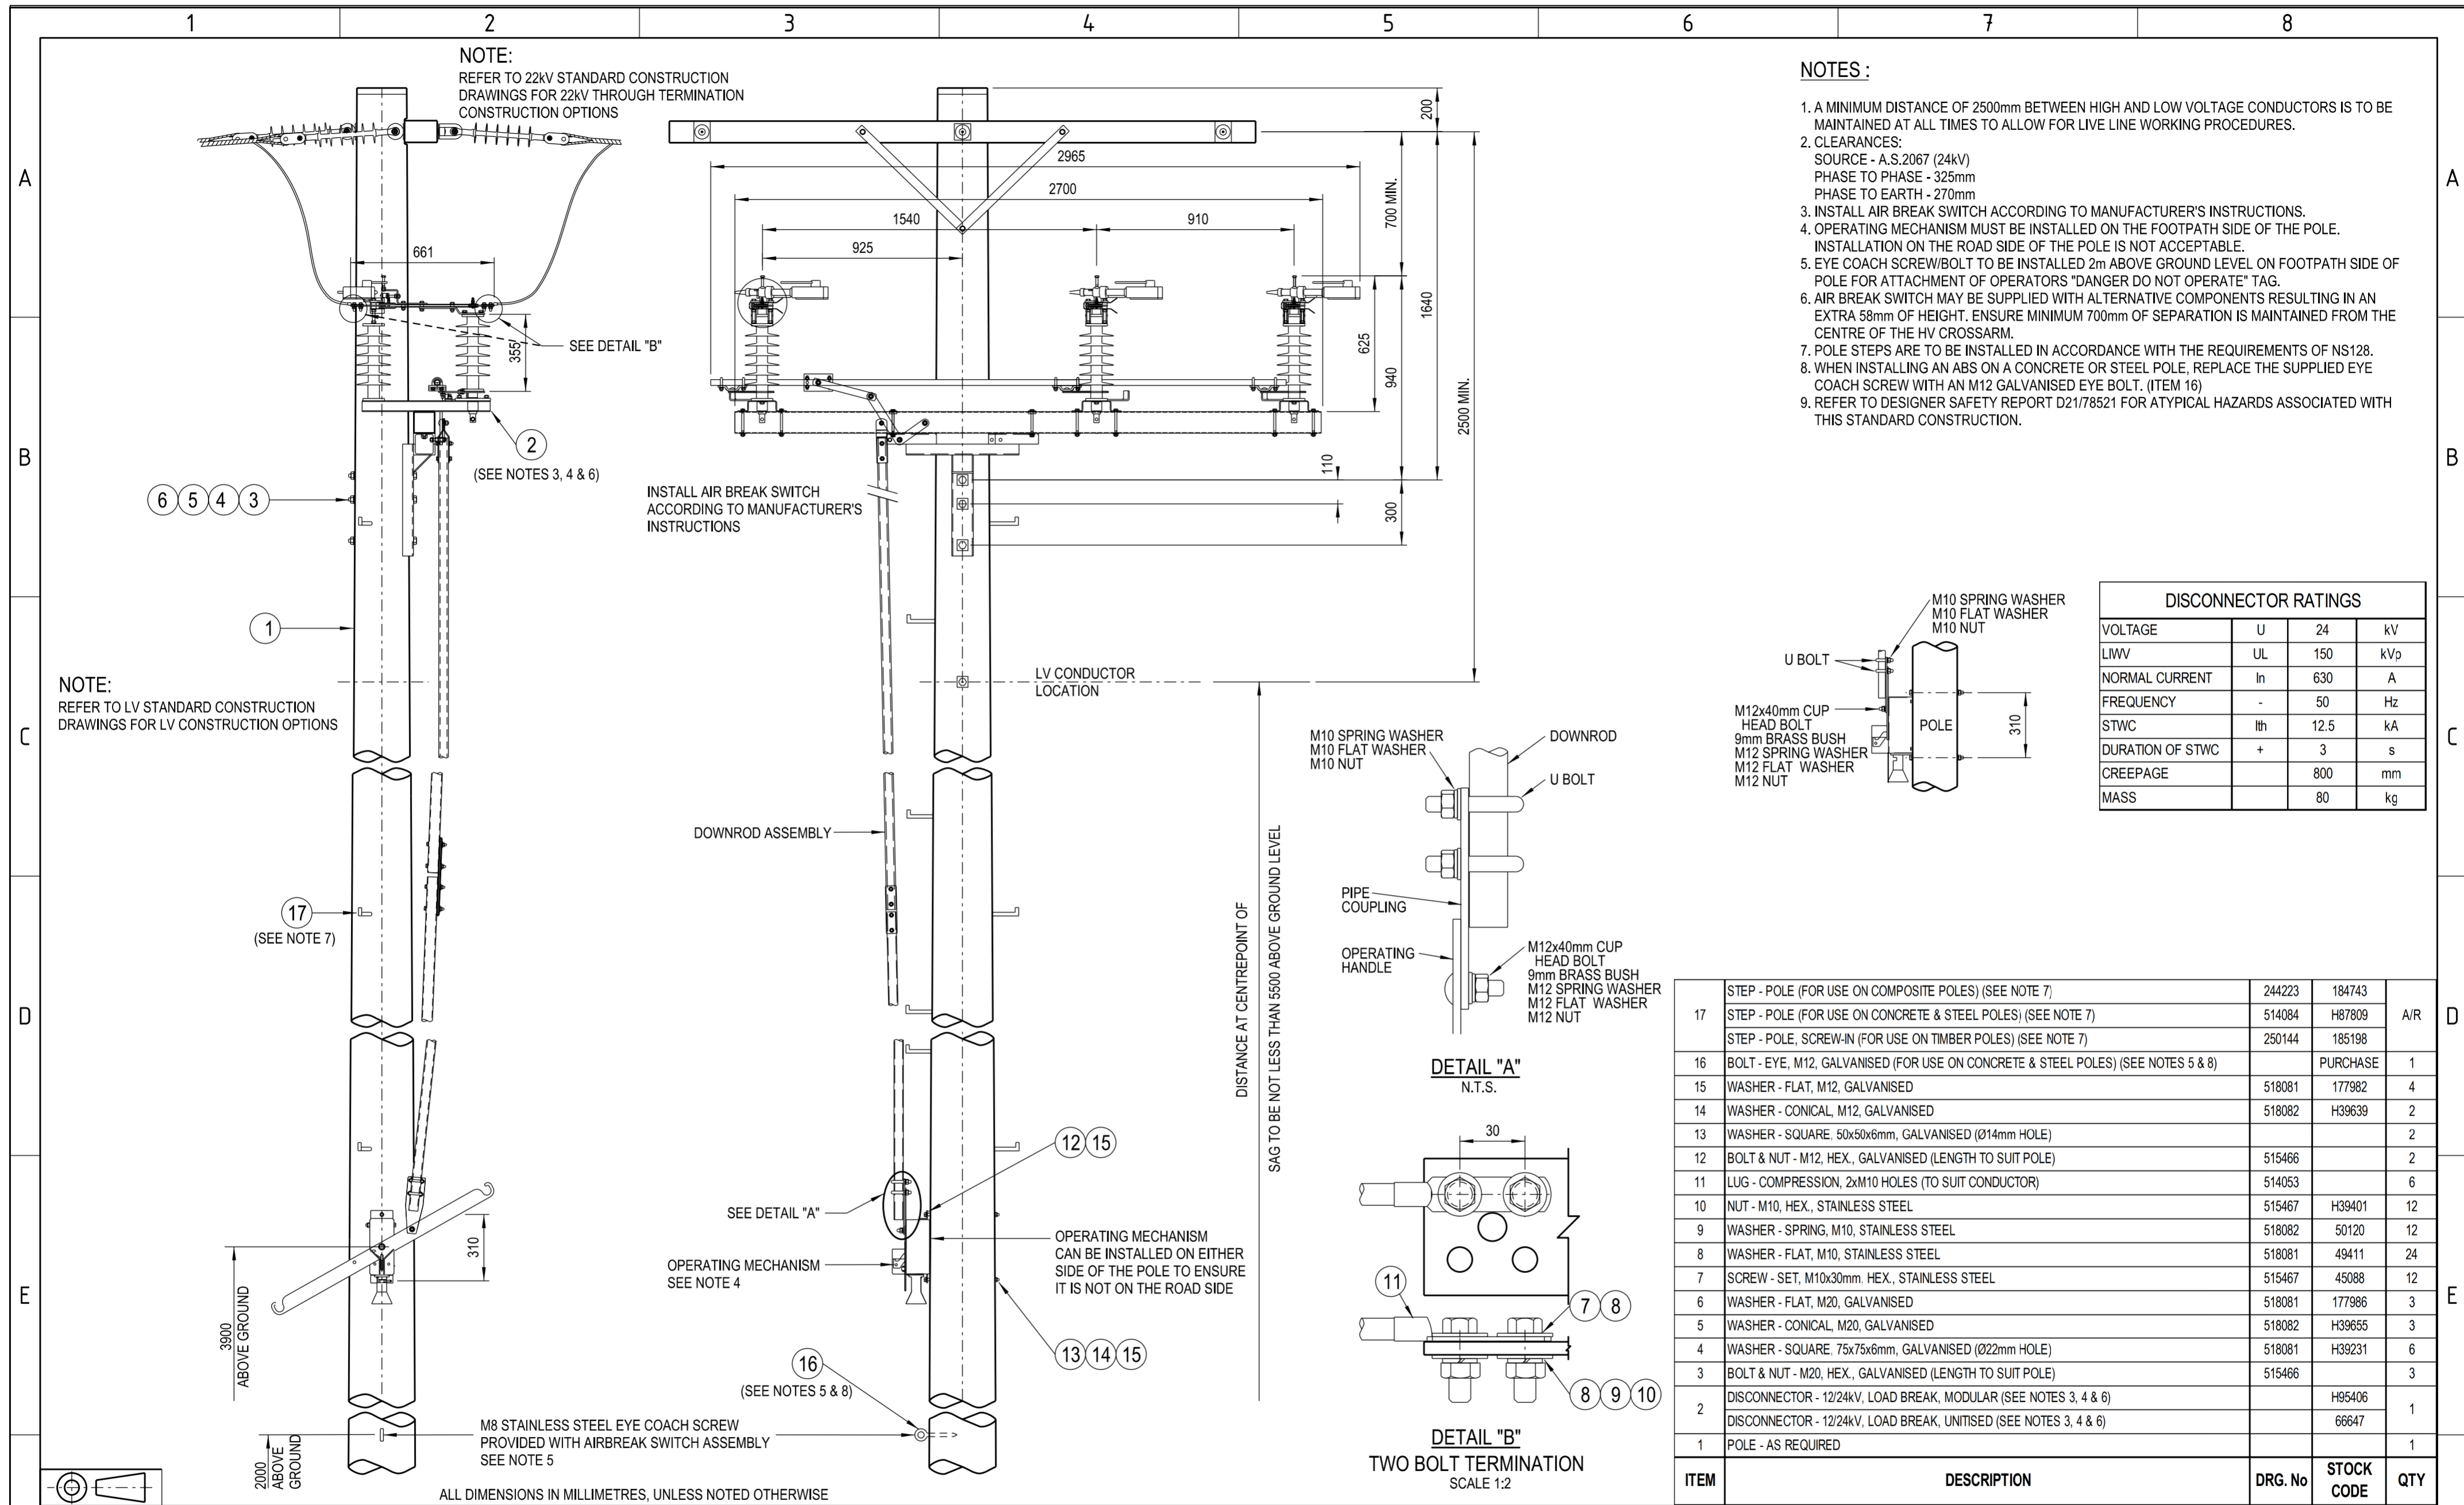 1 2 3 4 5 6 7 8
A
B
C
D
E
A
B
C
D
E
NOTE:
REFER TO 22kV STANDARD CONSTRUCTION
DRAWINGS FOR 22kV THROUGH TERMINATION
CONSTRUCTION OPTIONS
661
355
SEE DETAIL "B"
2
(SEE NOTES 3, 4 & 6)
6 5 4 3
1
NOTE:
REFER TO LV STANDARD CONSTRUCTION
DRAWINGS FOR LV CONSTRUCTION OPTIONS
17
(SEE NOTE 7)
310
3900
ABOVE GROUND
2000
ABOVE
GROUND
M8 STAINLESS STEEL EYE COACH SCREW
PROVIDED WITH AIRBREAK SWITCH ASSEMBLY
SEE NOTE 5
ALL DIMENSIONS IN MILLIMETRES, UNLESS NOTED OTHERWISE
200
2965
2700
1540
910
925
700 MIN.
1640
625
940
2500 MIN.
110
300
INSTALL AIR BREAK SWITCH
ACCORDING TO MANUFACTURER'S
INSTRUCTIONS
LV CONDUCTOR
LOCATION
DOWNROD ASSEMBLY
DISTANCE AT CENTREPOINT OF
SAG TO BE NOT LESS THAN 5500 ABOVE GROUND LEVEL
12 15
SEE DETAIL "A"
OPERATING MECHANISM
SEE NOTE 4
OPERATING MECHANISM
CAN BE INSTALLED ON EITHER
SIDE OF THE POLE TO ENSURE
IT IS NOT ON THE ROAD SIDE
13 14 15
16
(SEE NOTES 5 & 8)
NOTES :
1. A MINIMUM DISTANCE OF 2500mm BETWEEN HIGH AND LOW VOLTAGE CONDUCTORS IS TO BE
MAINTAINED AT ALL TIMES TO ALLOW FOR LIVE LINE WORKING PROCEDURES.
2. CLEARANCES:
SOURCE - A.S.2067 (24kV)
PHASE TO PHASE - 325mm
PHASE TO EARTH - 270mm
3. INSTALL AIR BREAK SWITCH ACCORDING TO MANUFACTURER'S INSTRUCTIONS.
4. OPERATING MECHANISM MUST BE INSTALLED ON THE FOOTPATH SIDE OF THE POLE.
INSTALLATION ON THE ROAD SIDE OF THE POLE IS NOT ACCEPTABLE.
5. EYE COACH SCREW/BOLT TO BE INSTALLED 2m ABOVE GROUND LEVEL ON FOOTPATH SIDE OF
POLE FOR ATTACHMENT OF OPERATORS "DANGER DO NOT OPERATE" TAG.
6. AIR BREAK SWITCH MAY BE SUPPLIED WITH ALTERNATIVE COMPONENTS RESULTING IN AN
EXTRA 58mm OF HEIGHT. ENSURE MINIMUM 700mm OF SEPARATION IS MAINTAINED FROM THE
CENTRE OF THE HV CROSSARM.
7. POLE STEPS ARE TO BE INSTALLED IN ACCORDANCE WITH THE REQUIREMENTS OF NS128.
8. WHEN INSTALLING AN ABS ON A CONCRETE OR STEEL POLE, REPLACE THE SUPPLIED EYE
COACH SCREW WITH AN M12 GALVANISED EYE BOLT. (ITEM 16)
9. REFER TO DESIGNER SAFETY REPORT D21/78521 FOR ATYPICAL HAZARDS ASSOCIATED WITH
THIS STANDARD CONSTRUCTION.
M10 SPRING WASHER
M10 FLAT WASHER
M10 NUT
U BOLT
M12x40mm CUP
HEAD BOLT
9mm BRASS BUSH
M12 SPRING WASHER
M12 FLAT WASHER
M12 NUT
POLE
310
DISCONNECTOR RATINGS
VOLTAGE U 24 kV
LIWV UL 150 kVp
NORMAL CURRENT In 630 A
FREQUENCY - 50 Hz
STWC Ith 12.5 kA
DURATION OF STWC + 3 s
CREEPAGE 800 mm
MASS 80 kg
M10 SPRING WASHER
M10 FLAT WASHER
M10 NUT
DOWNROD
U BOLT
PIPE
COUPLING
OPERATING
HANDLE
M12x40mm CUP
HEAD BOLT
9mm BRASS BUSH
M12 SPRING WASHER
M12 FLAT WASHER
M12 NUT
DETAIL "A"
N.T.S.
30
11
7 8
8 9 10
DETAIL "B"
TWO BOLT TERMINATION
SCALE 1:2
17 STEP - POLE (FOR USE ON COMPOSITE POLES) (SEE NOTE 7) 244223 184743 A/R
STEP - POLE (FOR USE ON CONCRETE & STEEL POLES) (SEE NOTE 7) 514084 H87809
STEP - POLE, SCREW-IN (FOR USE ON TIMBER POLES) (SEE NOTE 7) 250144 185198
16 BOLT - EYE, M12, GALVANISED (FOR USE ON CONCRETE & STEEL POLES) (SEE NOTES 5 & 8) PURCHASE 1
15 WASHER - FLAT, M12, GALVANISED 518081 177982 4
14 WASHER - CONICAL, M12, GALVANISED 518082 H39639 2
13 WASHER - SQUARE, 50x50x6mm, GALVANISED (Ø14mm HOLE) 2
12 BOLT & NUT - M12, HEX., GALVANISED (LENGTH TO SUIT POLE) 515466 2
11 LUG - COMPRESSION, 2xM10 HOLES (TO SUIT CONDUCTOR) 514053 6
10 NUT - M10, HEX., STAINLESS STEEL 515467 H39401 12
9 WASHER - SPRING, M10, STAINLESS STEEL 518082 50120 12
8 WASHER - FLAT, M10, STAINLESS STEEL 518081 49411 24
7 SCREW - SET, M10x30mm, HEX., STAINLESS STEEL 515467 45088 12
6 WASHER - FLAT, M20, GALVANISED 518081 177986 3
5 WASHER - CONICAL, M20, GALVANISED 518082 H39655 3
4 WASHER - SQUARE, 75x75x6mm, GALVANISED (Ø22mm HOLE) 518081 H39231 6
3 BOLT & NUT - M20, HEX., GALVANISED (LENGTH TO SUIT POLE) 515466 3
2 DISCONNECTOR - 12/24kV, LOAD BREAK, MODULAR (SEE NOTES 3, 4 & 6) H95406 1
DISCONNECTOR - 12/24kV, LOAD BREAK, UNITISED (SEE NOTES 3, 4 & 6) 66647
1 POLE - AS REQUIRED 1
ITEM DESCRIPTION DRG. No STOCK CODE QTY